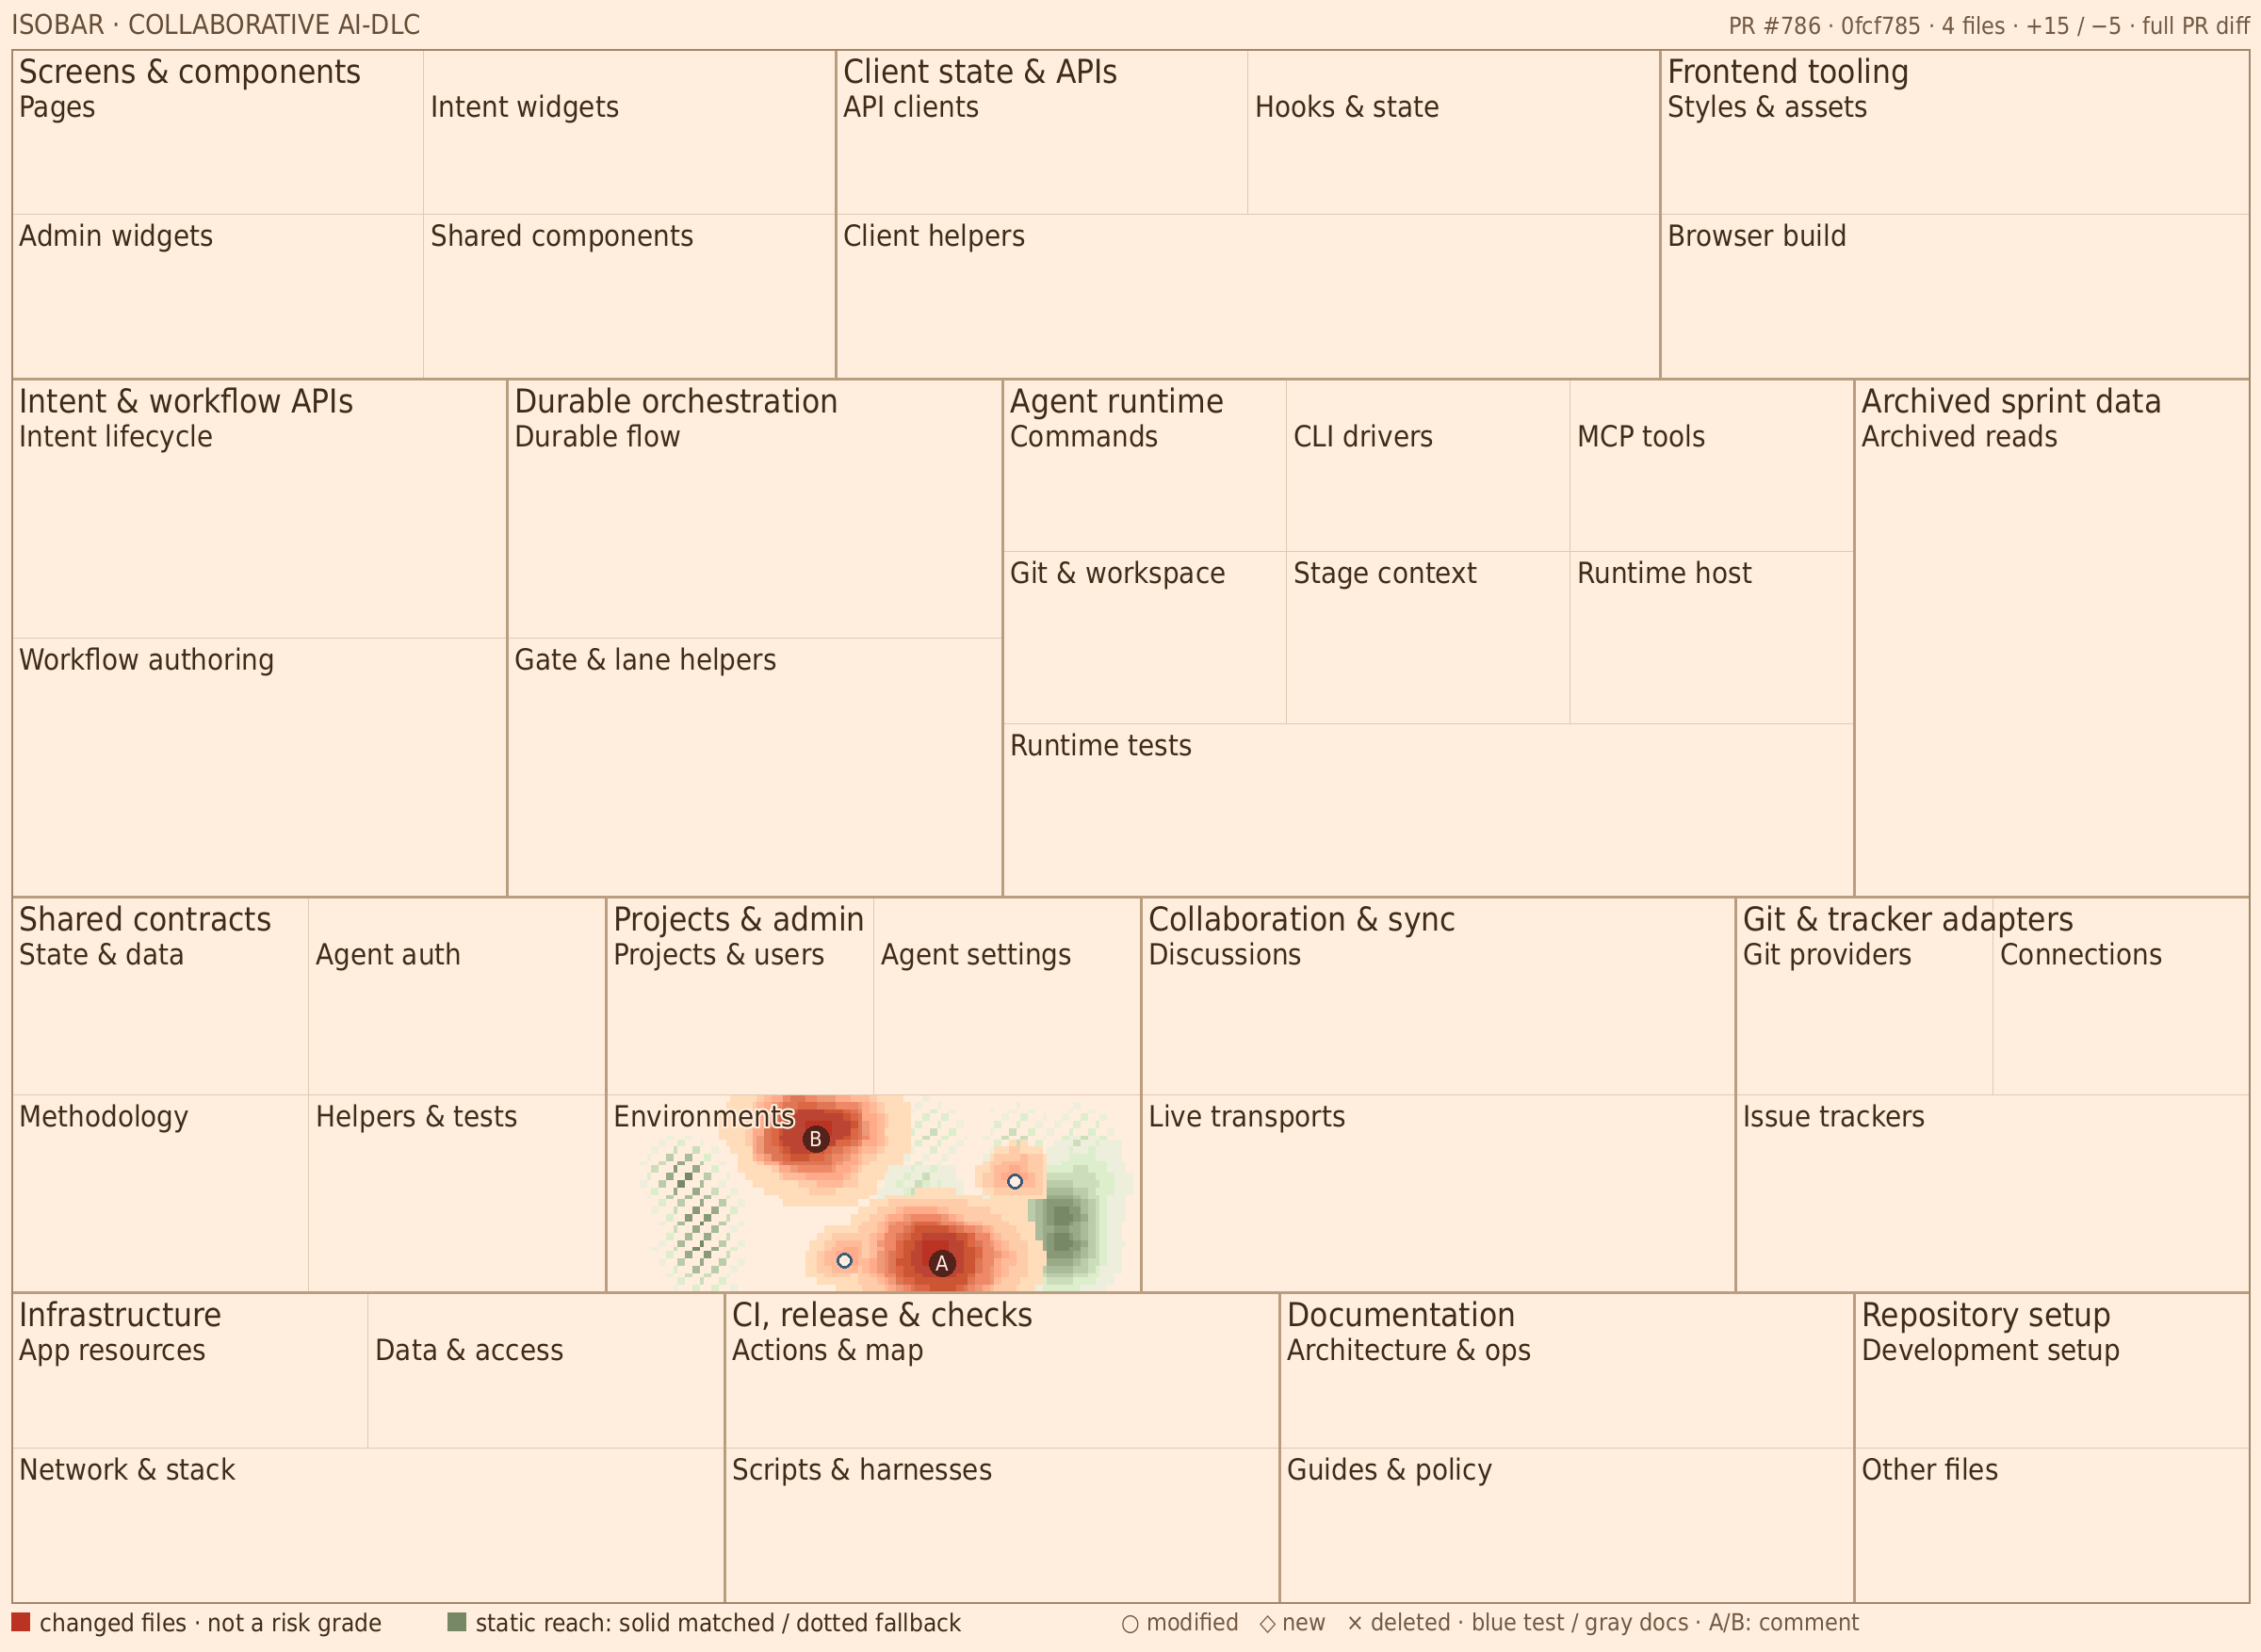 ISOBAR · COLLABORATIVE AI-DLC
PR #786 · 0fcf785 · 4 files · +15 / −5 · full PR diff
Screens & components
Pages
Intent widgets
Admin widgets
Shared components
Client state & APIs
API clients
Hooks & state
Client helpers
Frontend tooling
Styles & assets
Browser build
Intent & workflow APIs
Intent lifecycle
Workflow authoring
Durable orchestration
Durable flow
Gate & lane helpers
Agent runtime
Commands
CLI drivers
MCP tools
Git & workspace
Stage context
Runtime host
Runtime tests
Archived sprint data
Archived reads
Shared contracts
State & data
Agent auth
Methodology
Helpers & tests
Projects & admin
Projects & users
Agent settings
Environments
B
A
Collaboration & sync
Discussions
Live transports
Git & tracker adapters
Git providers
Connections
Issue trackers
Infrastructure
App resources
Data & access
Network & stack
CI, release & checks
Actions & map
Scripts & harnesses
Documentation
Architecture & ops
Guides & policy
Repository setup
Development setup
Other files
changed files · not a risk grade
static reach: solid matched / dotted fallback
○ modified ◇ new × deleted · blue test / gray docs · A/B: comment